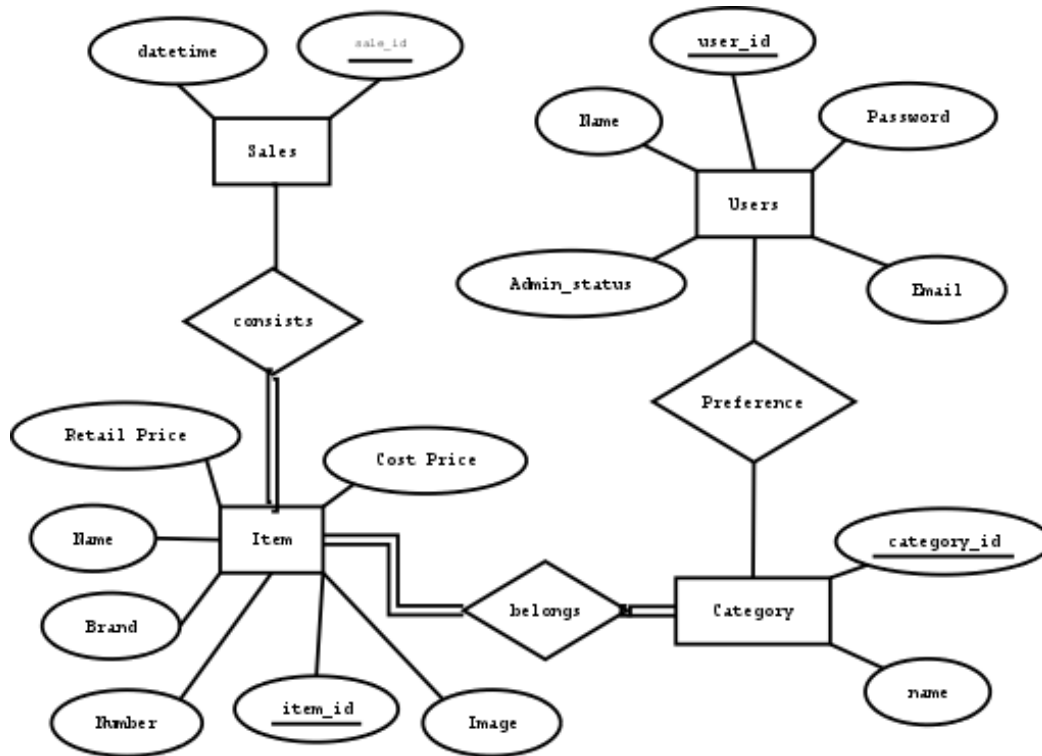 datetime
sale_id
user_id
Name
Password
Sales
Users
Admin_status
Email
consists
Preference
Retail Price
Cost Price
Name
Item
category_id
Brand
belongs
Category
Number
item_id
Image
name